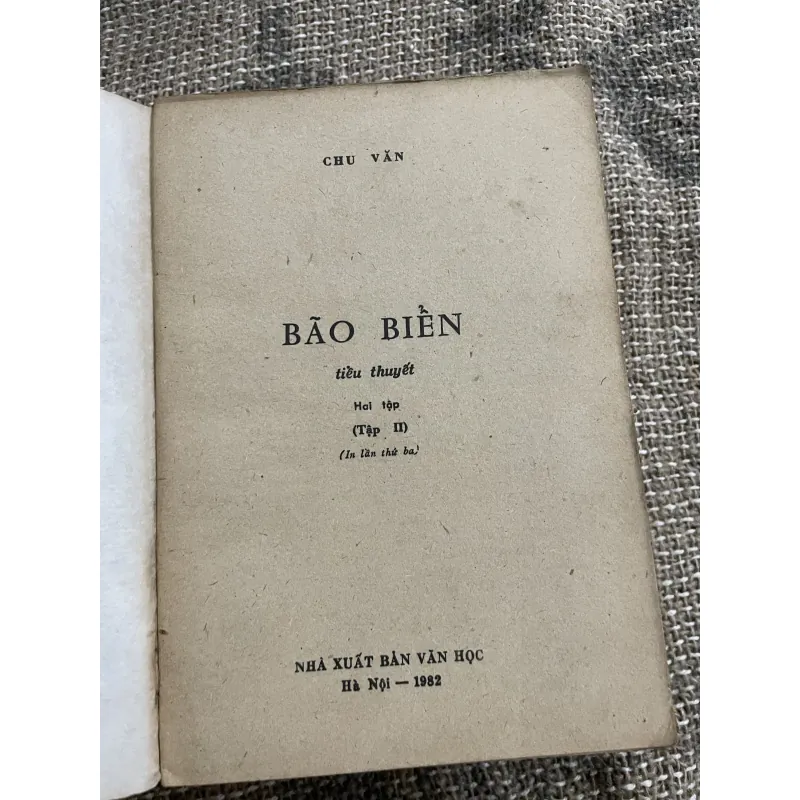 CHU VĂN
BÃO BIỂN
tiểu thuyết
Hai tập
(Tập II)
(In lần thứ ba)
NHÀ XUẤT BẢN VĂN HỌC
Hà Nội — 1982